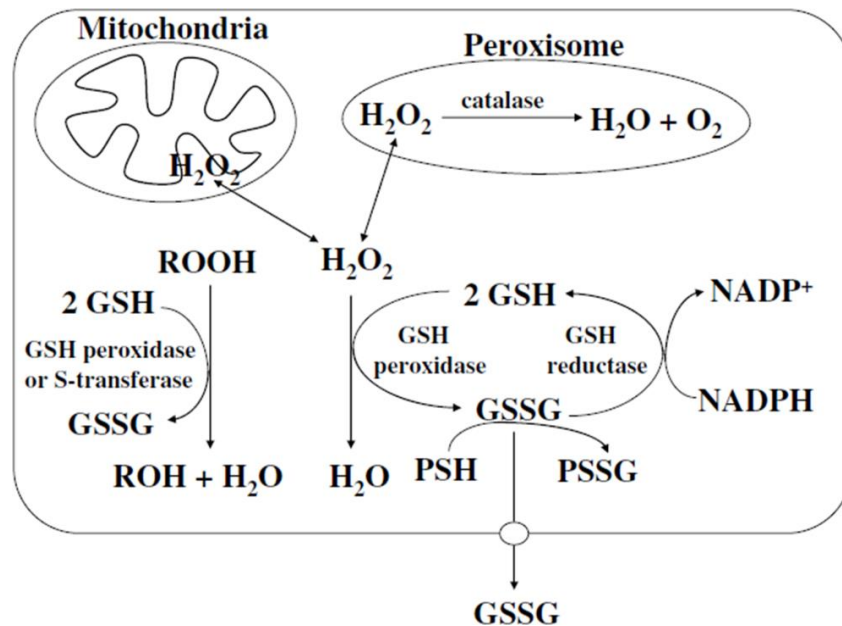 Mitochondria
Peroxisome
H₂O₂ catalase H₂O + O₂
H₂O₂
ROOH H₂O₂
2 GSH 2 GSH NADP⁺
GSH peroxidase
or S-transferase
GSH
peroxidase
GSH
reductase
GSSG GSSG NADPH
ROH + H₂O H₂O PSH PSSG
GSSG